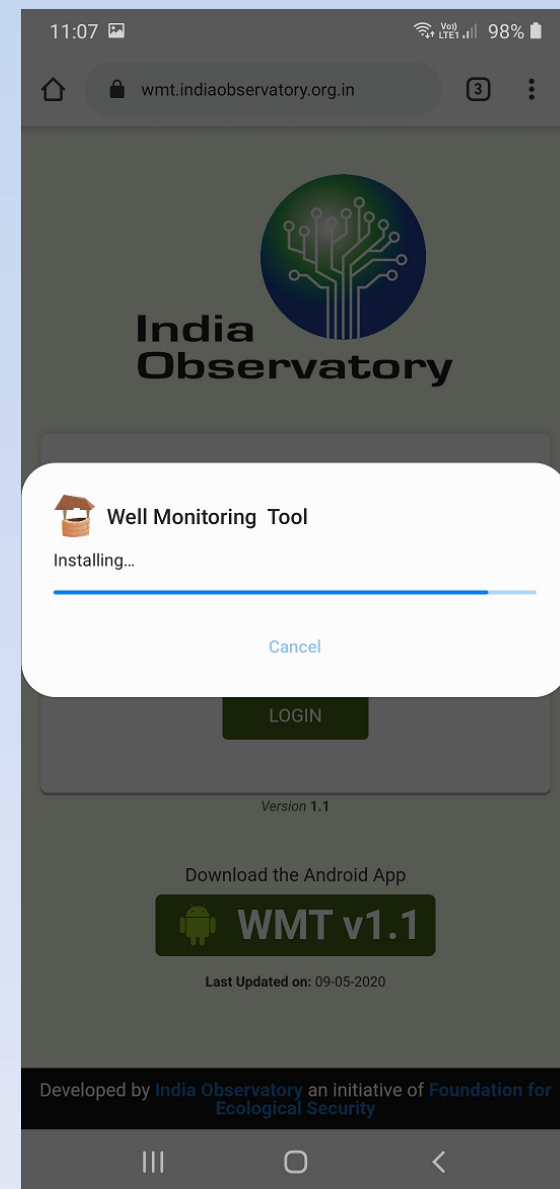 11:07
Vo)) LTE1 98%
wmt.indiaobservatory.org.in 3
India
Observatory
Well Monitoring Tool
Installing...
Cancel
LOGIN
Version 1.1
Download the Android App
WMT v1.1
Last Updated on: 09-05-2020
Developed by India Observatory an initiative of Foundation for
Ecological Security